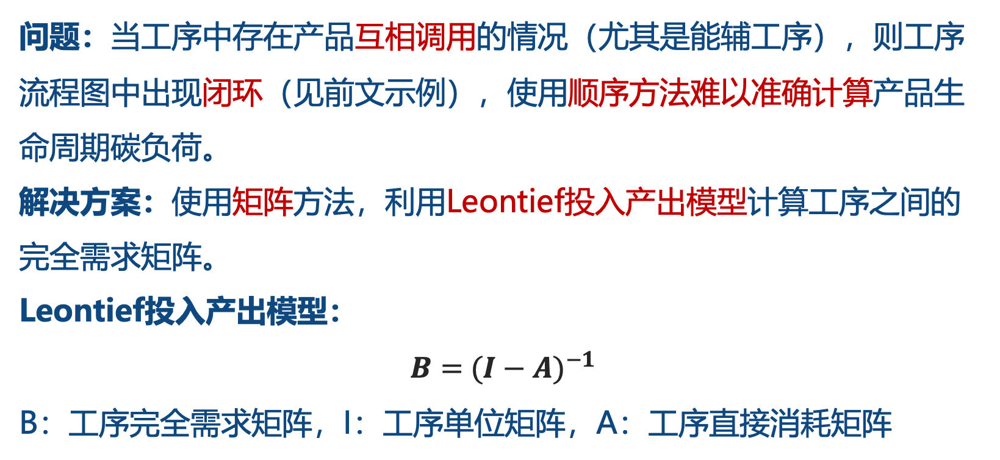 问题：当工序中存在产品互相调用的情况（尤其是能辅工序），则工序
流程图中出现闭环（见前文示例），使用顺序方法难以准确计算产品生
命周期碳负荷。
解决方案：使用矩阵方法，利用Leontief投入产出模型计算工序之间的
完全需求矩阵。
Leontief投入产出模型：
B = (I − A)⁻¹
B：工序完全需求矩阵，I：工序单位矩阵，A：工序直接消耗矩阵